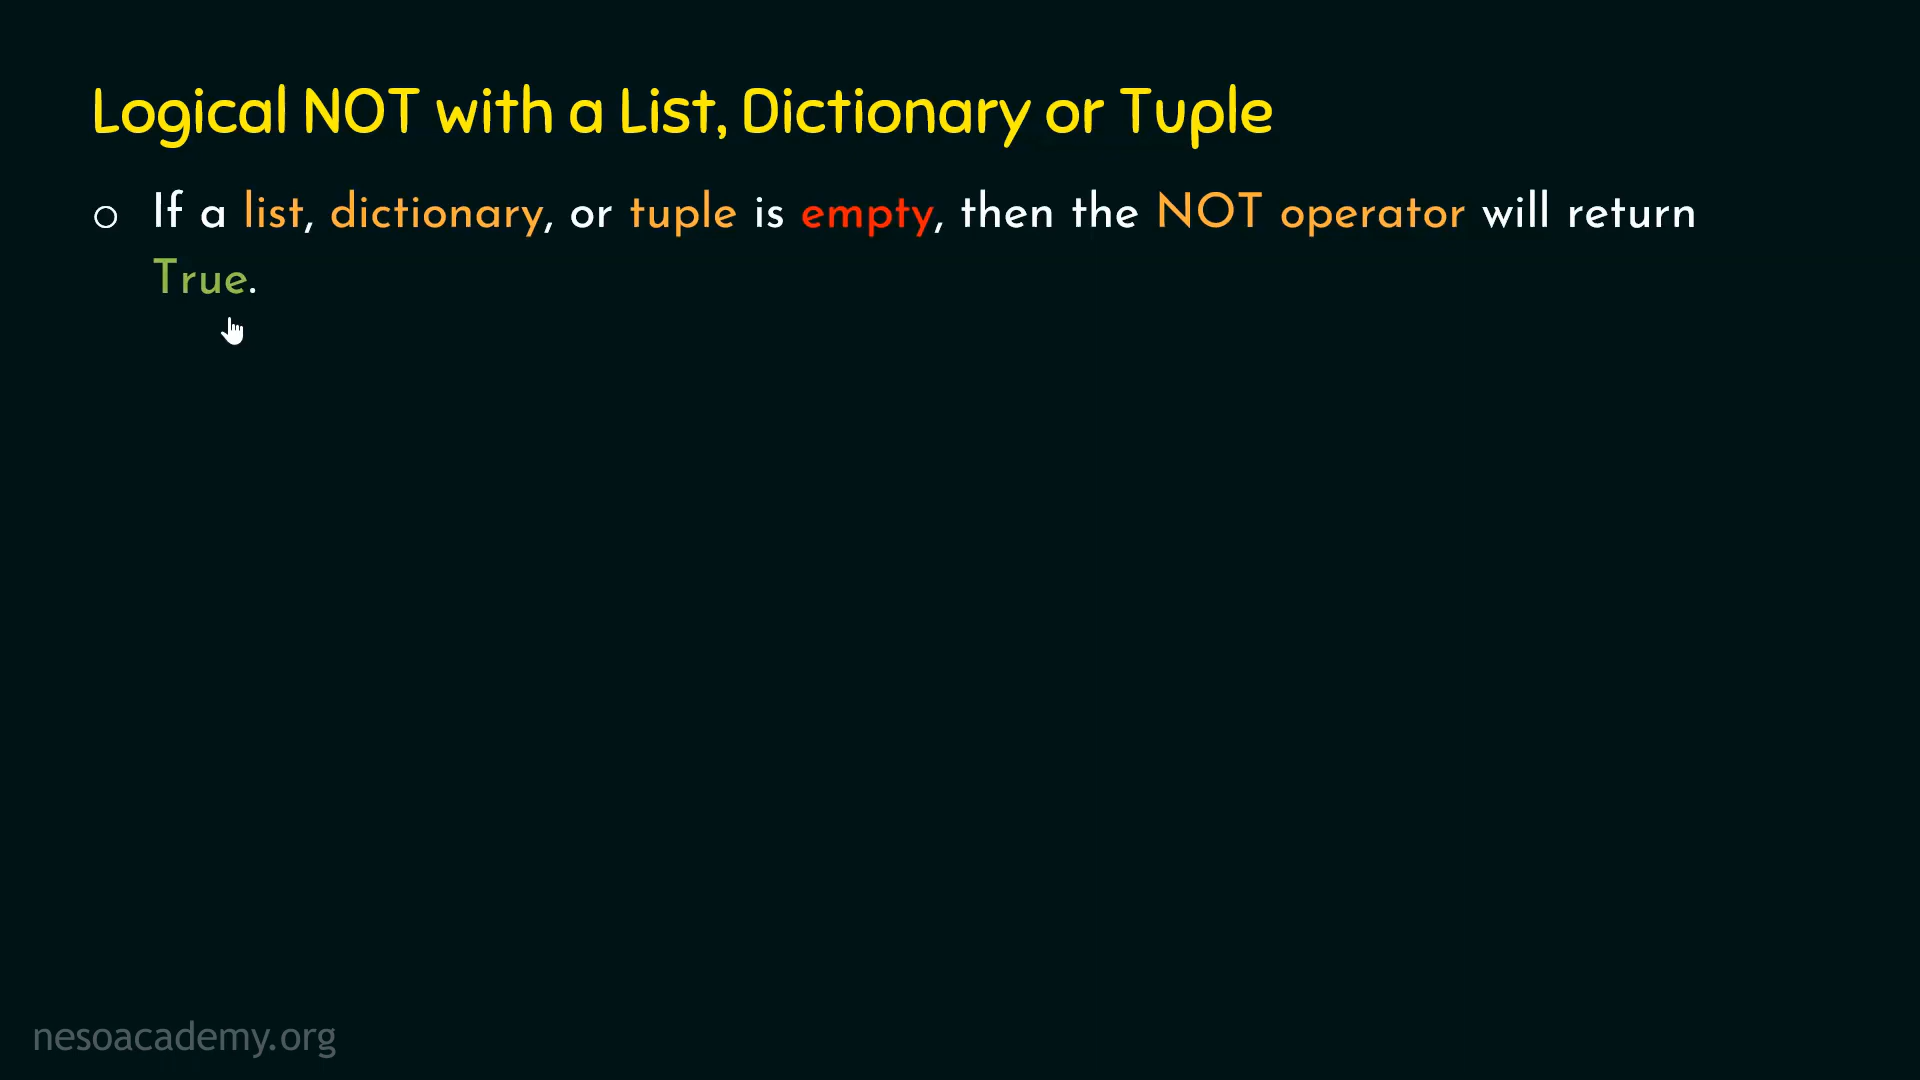 Logical NOT with a List, Dictionary or Tuple
○ If a list, dictionary, or tuple is empty, then the NOT operator will return
True.
nesoacademy.org